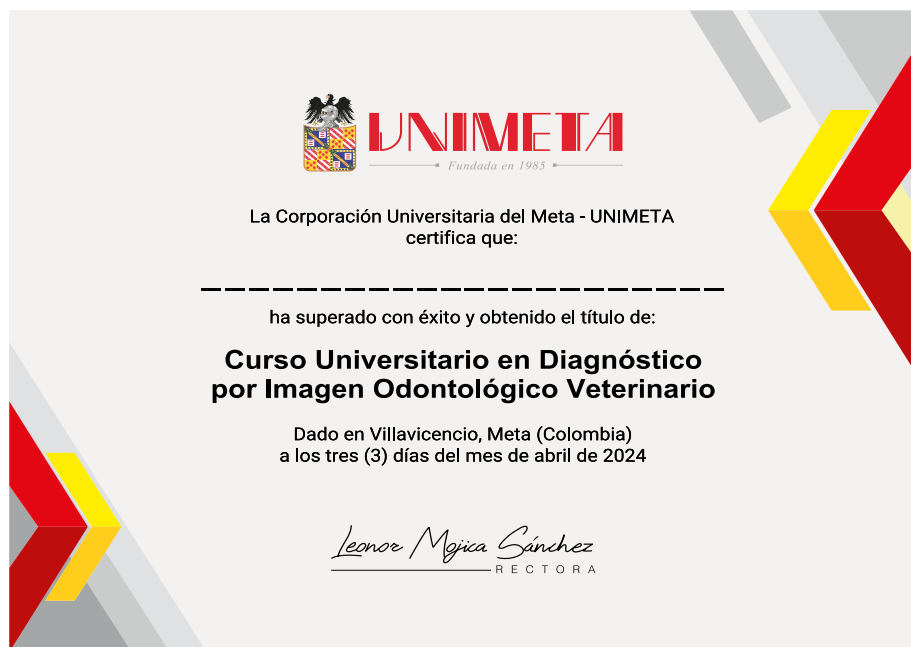 UNIMETA
Fundada en 1985
La Corporación Universitaria del Meta - UNIMETA
certifica que:
ha superado con éxito y obtenido el título de:
Curso Universitario en Diagnóstico
por Imagen Odontológico Veterinario
Dado en Villavicencio, Meta (Colombia)
a los tres (3) días del mes de abril de 2024
Leonor Mojica Sánchez
RECTORA